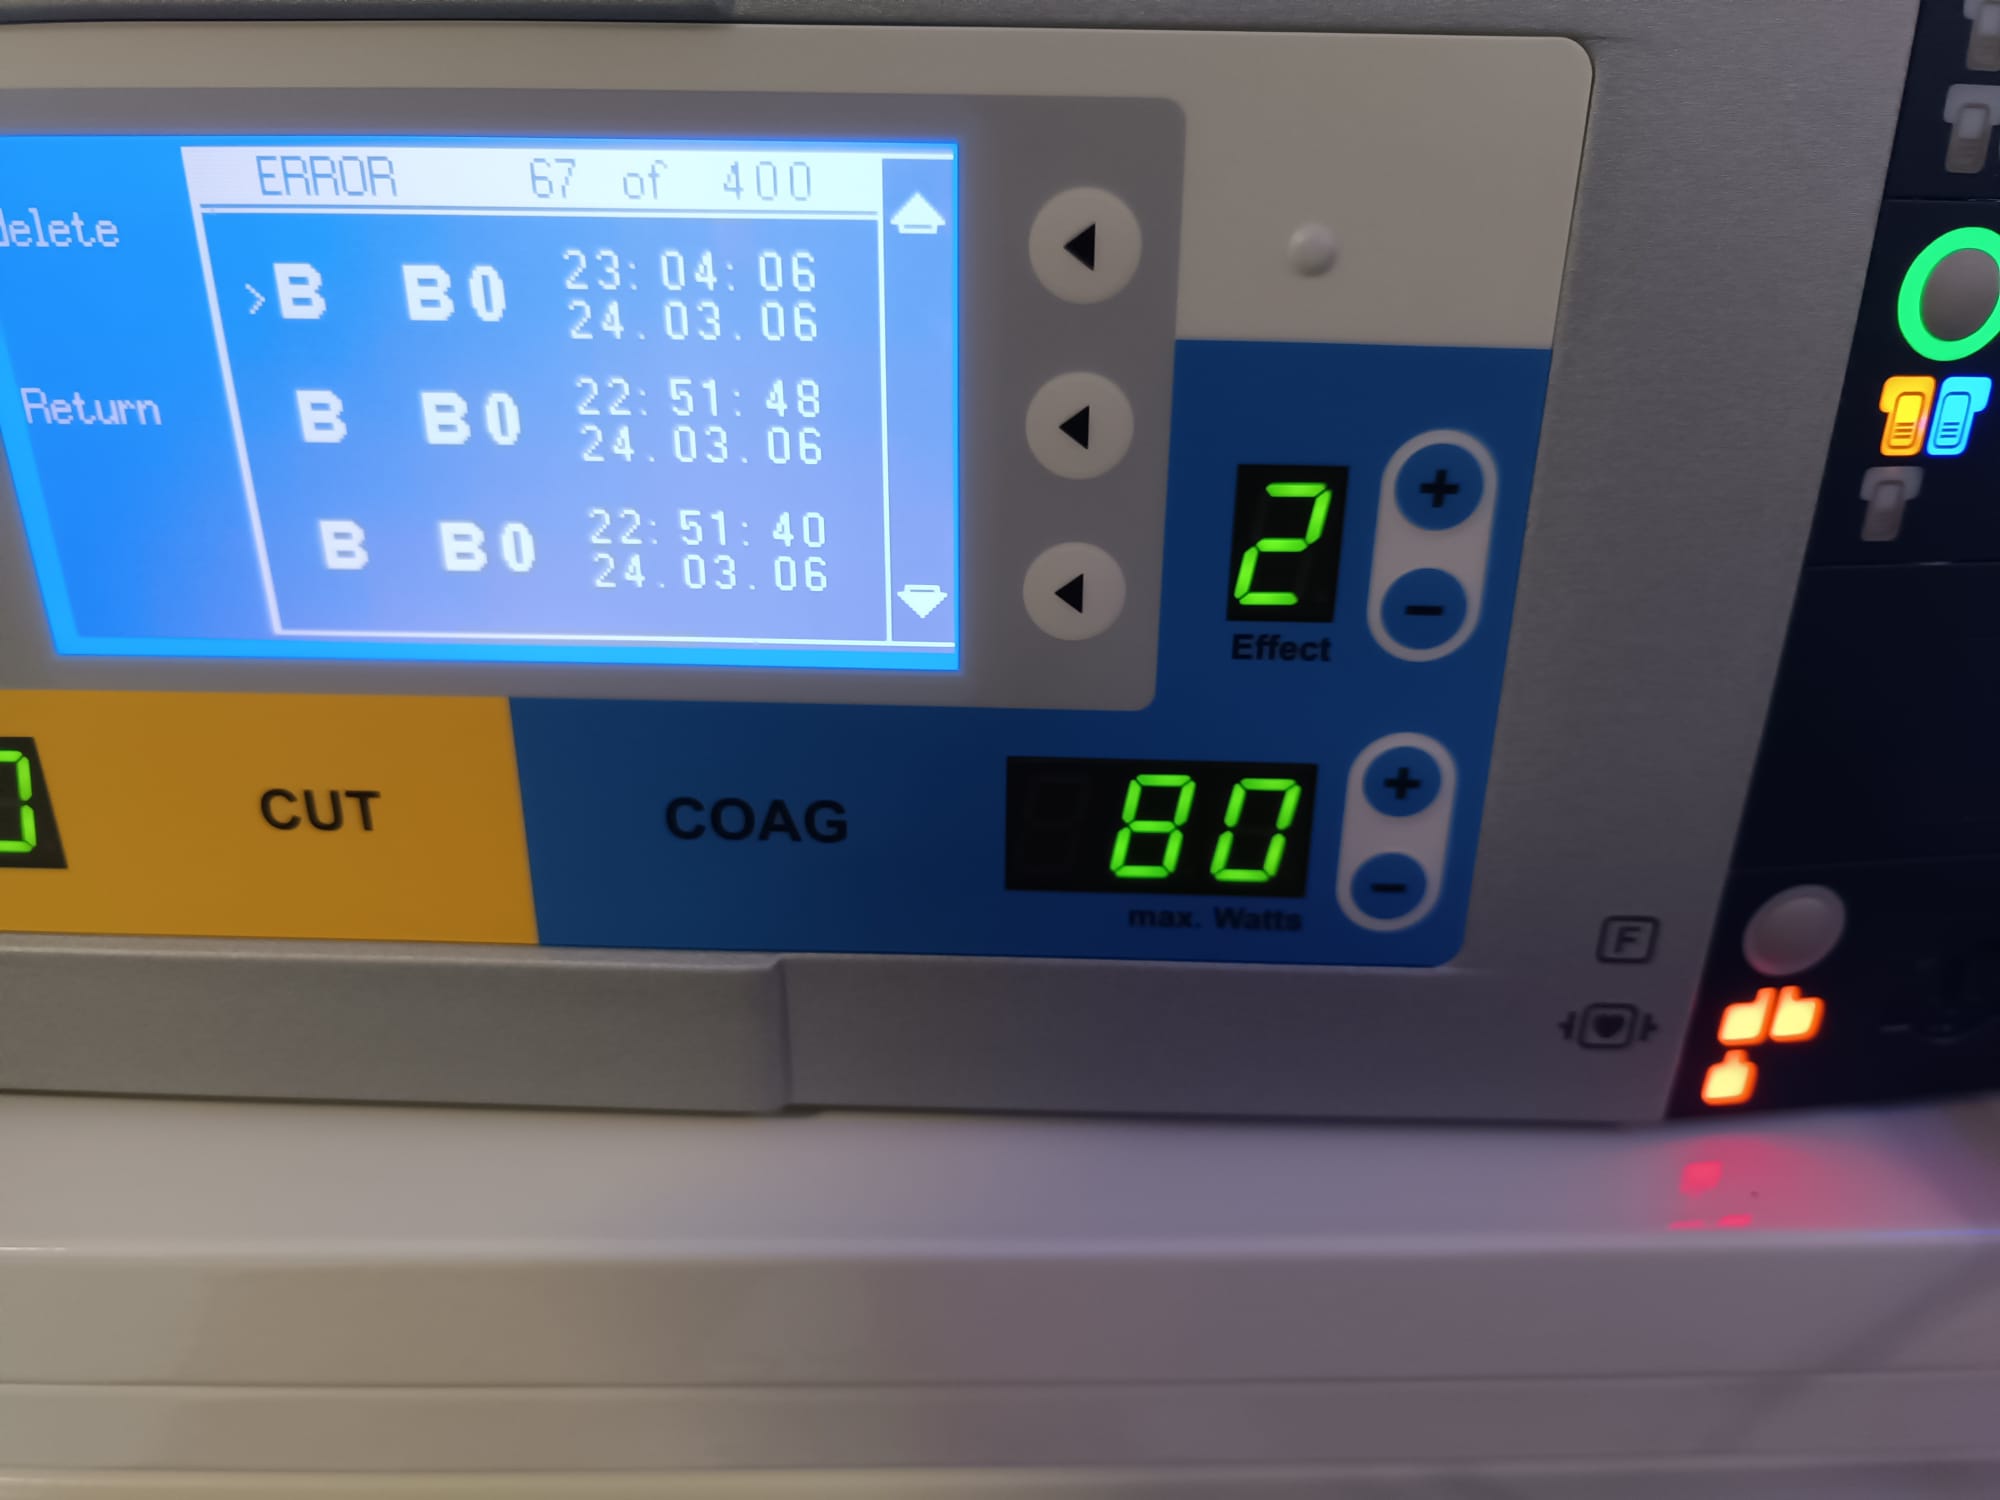 ERROR 67 of 400
delete
>B B0 23:04:06
24.03.06
Return
B B0 22:51:48
24.03.06
B B0 22:51:40
24.03.06
+
2
-
Effect
CUT
COAG
80
+
-
max. Watts
F